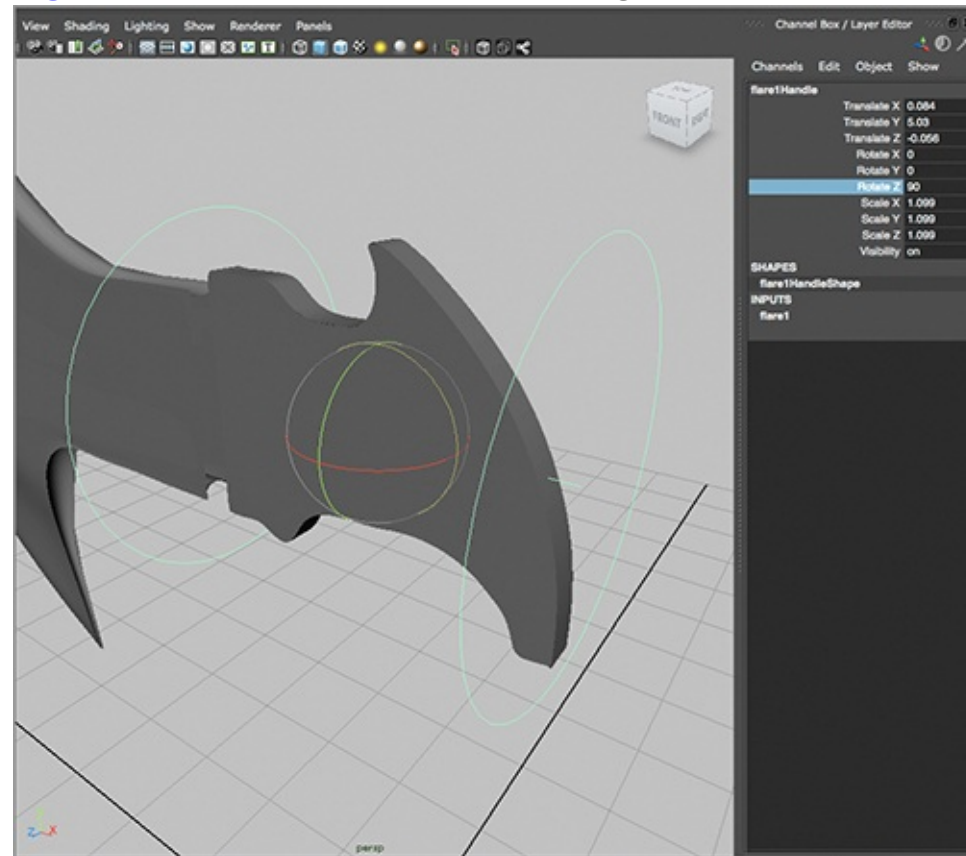 View Shading Lighting Show Renderer Panels
Channel Box / Layer Editor
Channels Edit Object Show
flare1Handle
Translate X 0.084
Translate Y 5.03
Translate Z -0.056
Rotate X 0
Rotate Y 0
Rotate Z 90
Scale X 1.099
Scale Y 1.099
Scale Z 1.099
Visibility on
SHAPES
flare1HandleShape
INPUTS
flare1
FRONT
Z X
persp